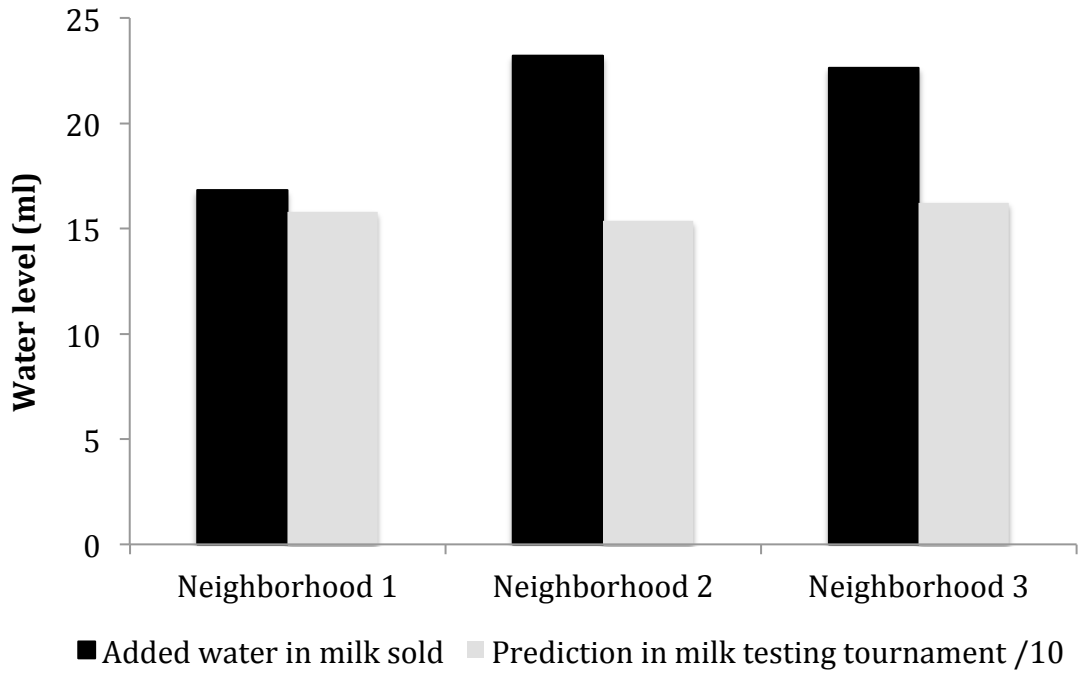 25
20
15
10
5
0
Water level (ml)
Neighborhood 1 Neighborhood 2 Neighborhood 3
Added water in milk sold Prediction in milk testing tournament /10